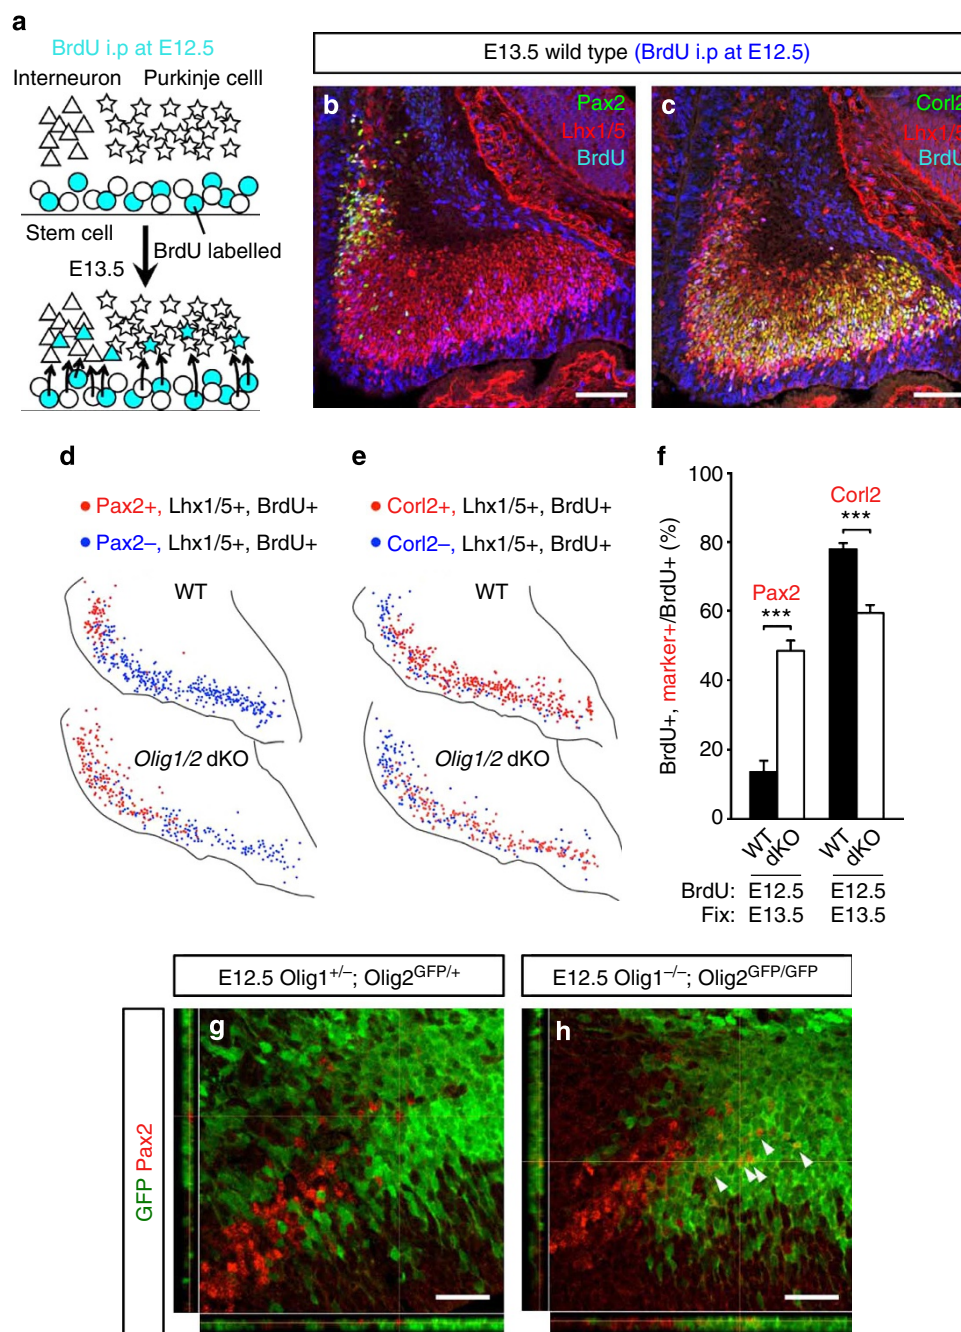 a
BrdU i.p at E12.5
Interneuron Purkinje celll
Stem cell
BrdU labelled
E13.5
E13.5 wild type (BrdU i.p at E12.5)
b
Pax2
Lhx1/5
BrdU
c
Corl2
Lhx1/5
BrdU
d
Pax2+, Lhx1/5+, BrdU+
Pax2–, Lhx1/5+, BrdU+
WT
Olig1/2 dKO
e
Corl2+, Lhx1/5+, BrdU+
Corl2–, Lhx1/5+, BrdU+
WT
Olig1/2 dKO
f
BrdU+, marker+/BrdU+ (%)
100
80
60
40
20
0
Pax2
***
Corl2
***
WT dKO WT dKO
BrdU: E12.5 E12.5
Fix: E13.5 E13.5
E12.5 Olig1+/–; Olig2GFP/+
E12.5 Olig1–/–; Olig2GFP/GFP
GFP Pax2
g
h